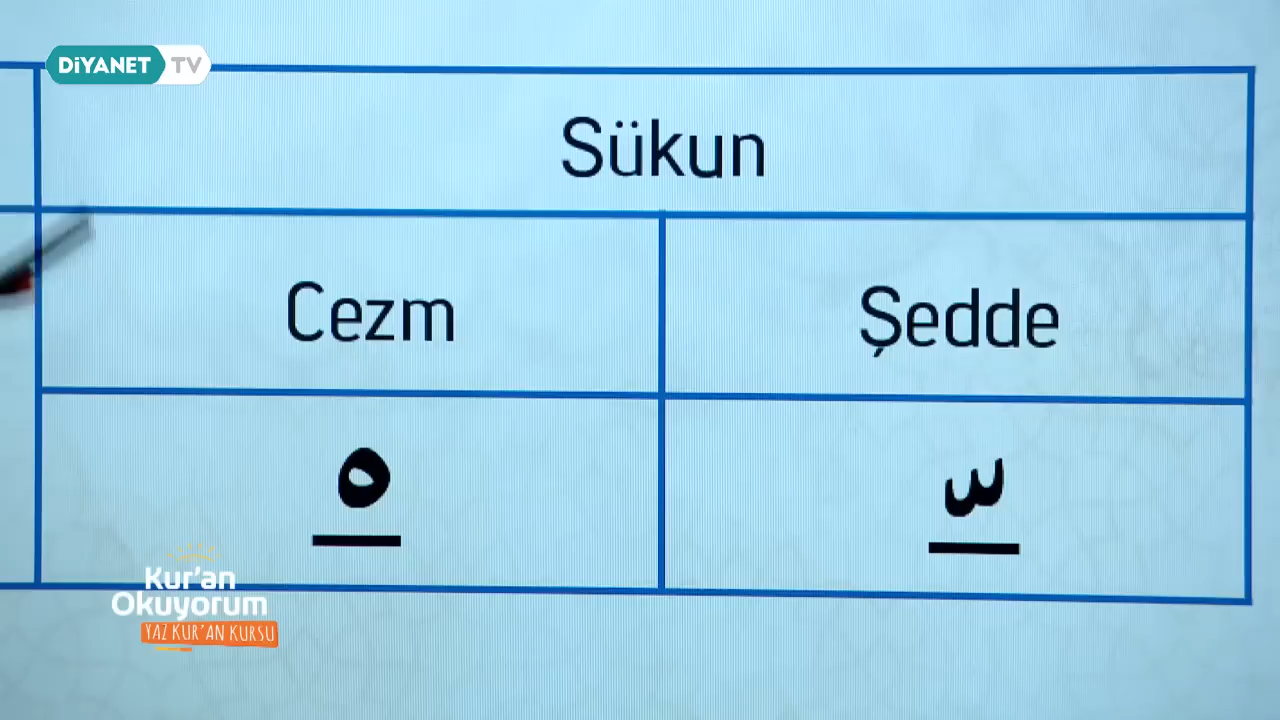 DİYANET TV
Sükun
Cezm
Şedde
ْ
ّ
Kur'an
Okuyorum
YAZ KUR'AN KURSU